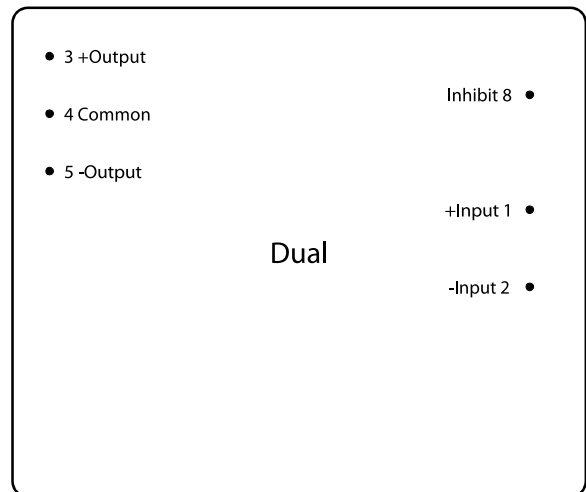 3 +Output
4 Common
5 -Output
Inhibit 8
+Input 1
-Input 2
Dual